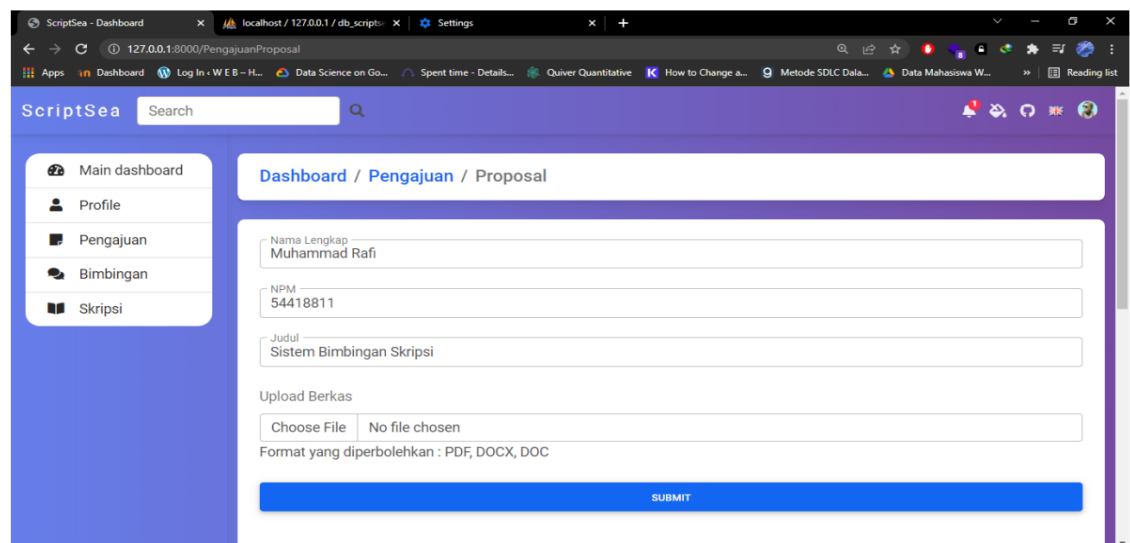 ScriptSea - Dashboard
localhost / 127.0.0.1 / db_scripts
Settings
127.0.0.1:8000/PengajuanProposal
Apps Dashboard Log In ‹ W E B – H... Data Science on Go... Spent time - Details... Quiver Quantitative How to Change a... Metode SDLC Dala... Data Mahasiswa W... » Reading list
ScriptSea Search
1
Main dashboard
Profile
Pengajuan
Bimbingan
Skripsi
Dashboard / Pengajuan / Proposal
Nama Lengkap
Muhammad Rafi
NPM
54418811
Judul
Sistem Bimbingan Skripsi
Upload Berkas
Choose File No file chosen
Format yang diperbolehkan : PDF, DOCX, DOC
SUBMIT